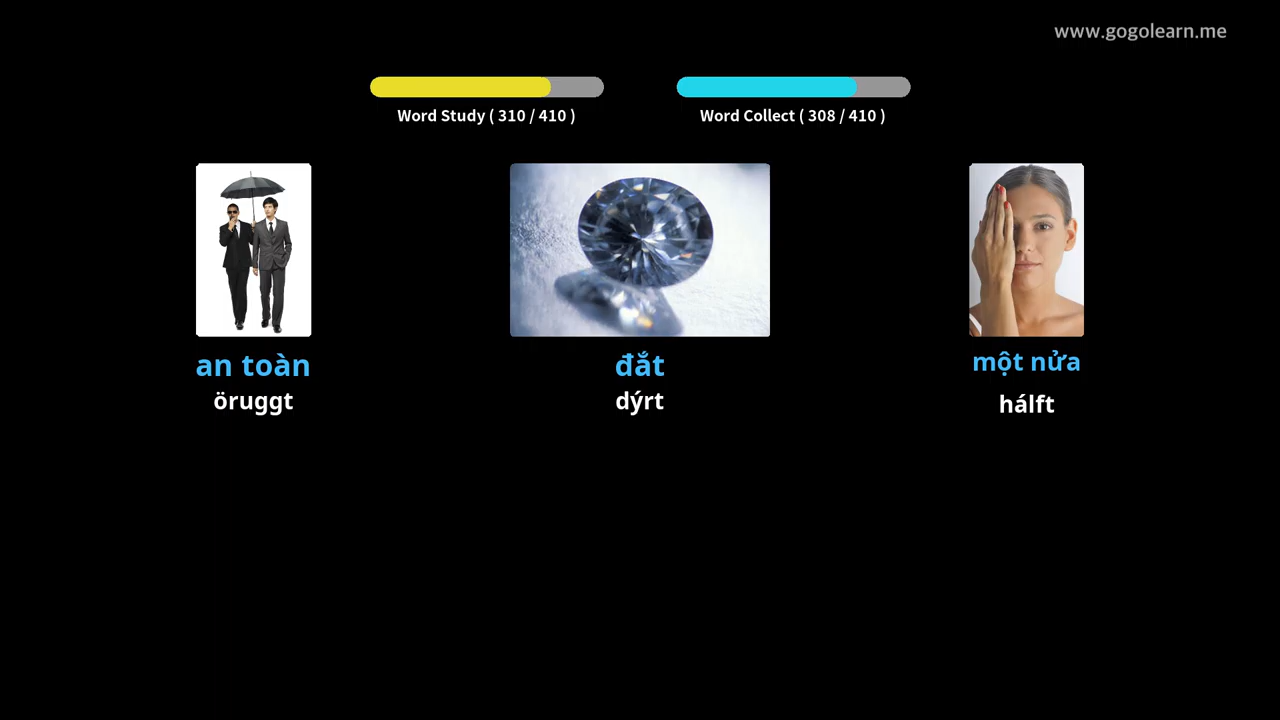 www.gogolearn.me
Word Study ( 310 / 410 )
Word Collect ( 308 / 410 )
an toàn
öruggt
đắt
dýrt
một nửa
hálft